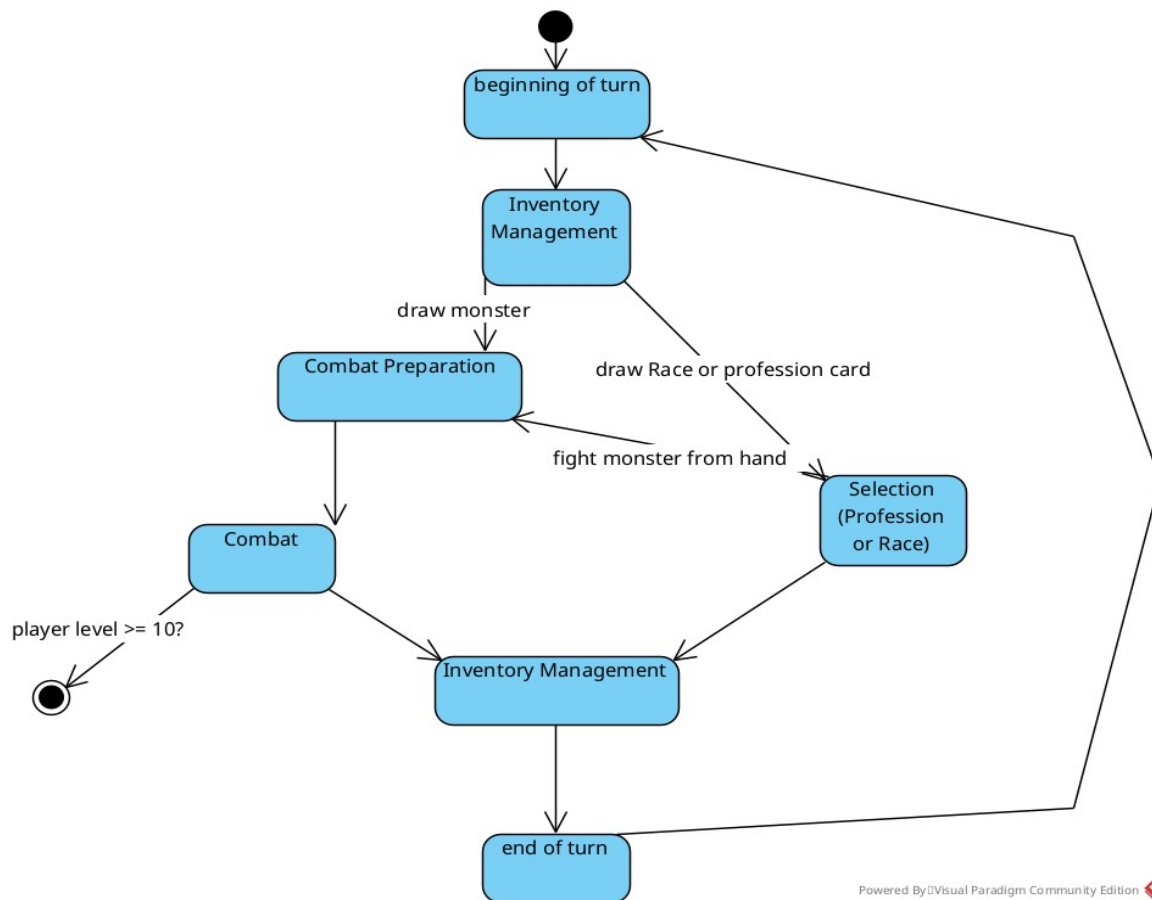 beginning of turn
Inventory
Management
draw monster
draw Race or profession card
Combat Preparation
fight monster from hand
Selection
(Profession
or Race)
Combat
player level >= 10?
Inventory Management
end of turn
Powered By Visual Paradigm Community Edition